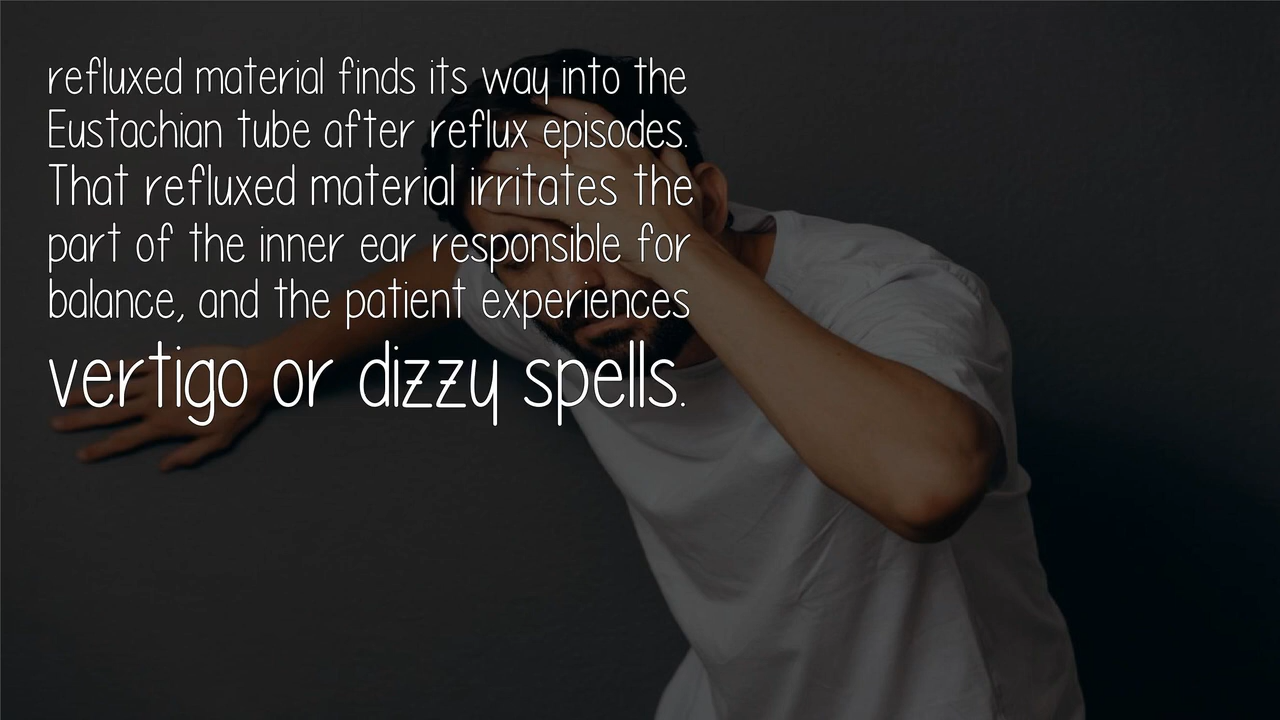 refluxed material finds its way into the
Eustachian tube after reflux episodes.
That refluxed material irritates the
part of the inner ear responsible for
balance, and the patient experiences
vertigo or dizzy spells.